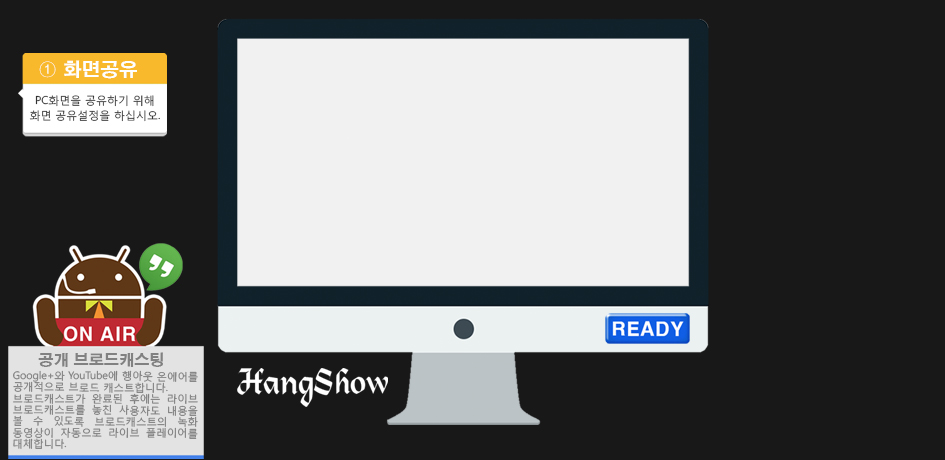 ① 화면공유
PC화면을 공유하기 위해
화면 공유설정을 하십시오.
READY
ON AIR
HangShow
공개 브로드캐스팅
Google+와 YouTube에 행아웃 온애어를
공개적으로 브로드 캐스트합니다.
브로드캐스트가 완료된 후에는 라이브
브로드캐스트를 놓친 사용자도 내용을
볼 수 있도록 브로드캐스트의 녹화
동영상이 자동으로 라이브 플레이어를
대체합니다.